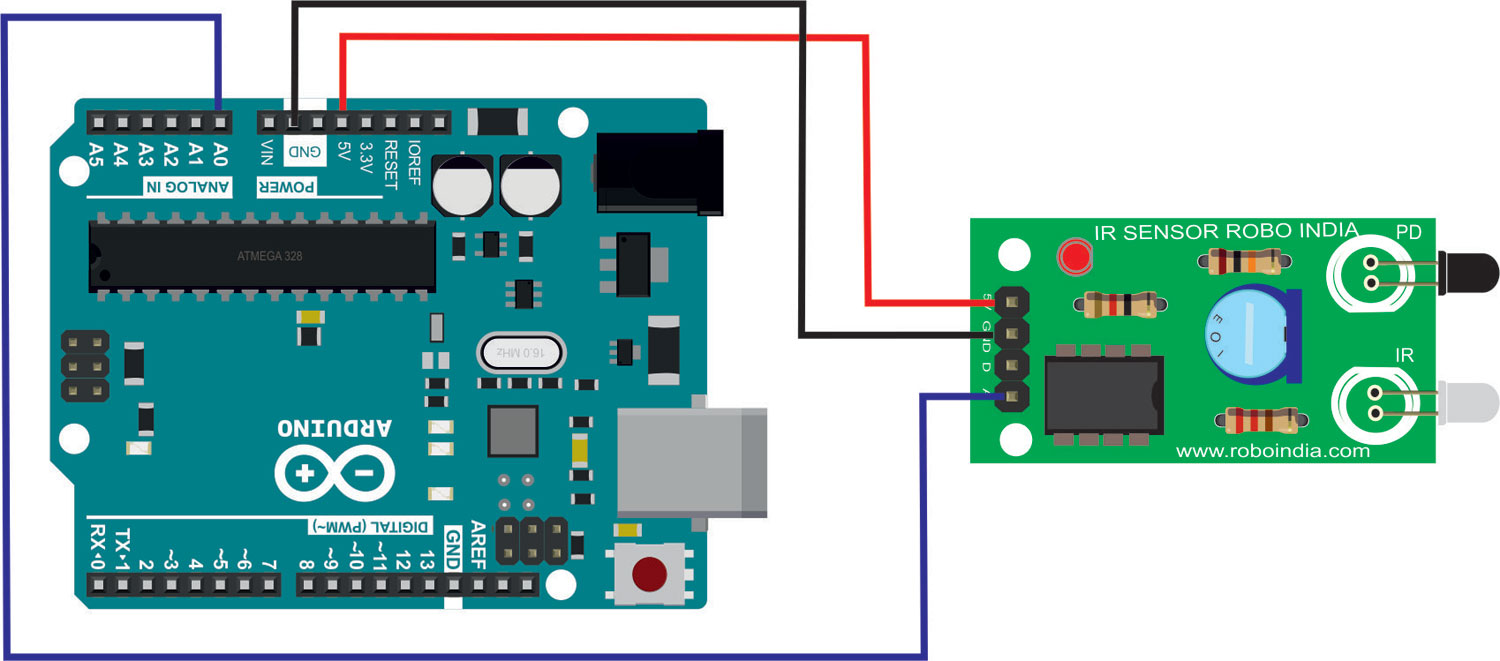 A5
A4
A3
A2
A1
A0
ANALOG IN
VIN
GND
5V
3.3V
RESET
IOREF
POWER
ATMEGA 328
16.0 MHz
ARDUINO
DIGITAL (PWM~)
RX◂0
TX▸1
2
~3
4
~5
~6
7
8
~9
~10
~11
12
13
GND
AREF
IR SENSOR ROBO INDIA
PD
5V
GND
D
A
IOE
IR
www.roboindia.com